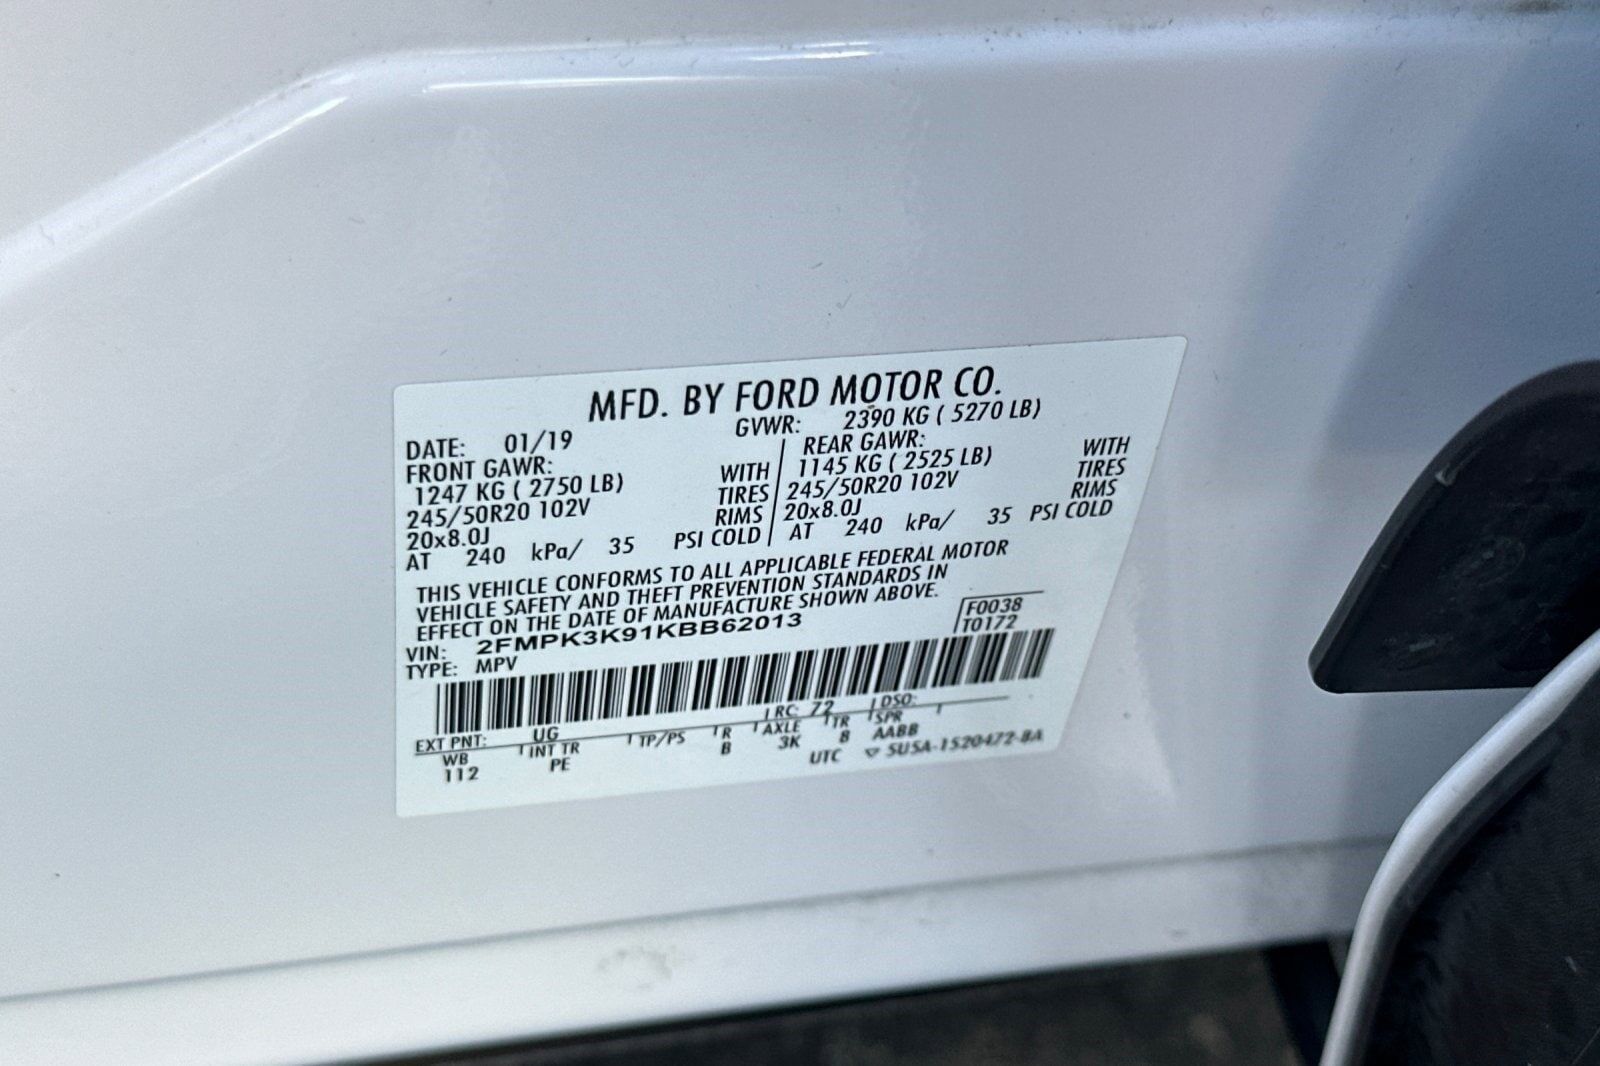 MFD. BY FORD MOTOR CO.
DATE: 01/19 GVWR: 2390 KG ( 5270 LB)
FRONT GAWR: REAR GAWR:
1247 KG ( 2750 LB) WITH 1145 KG ( 2525 LB) WITH
245/50R20 102V TIRES 245/50R20 102V TIRES
20x8.0J RIMS 20x8.0J RIMS
AT 240 kPa/ 35 PSI COLD AT 240 kPa/ 35 PSI COLD
THIS VEHICLE CONFORMS TO ALL APPLICABLE FEDERAL MOTOR
VEHICLE SAFETY AND THEFT PREVENTION STANDARDS IN
EFFECT ON THE DATE OF MANUFACTURE SHOWN ABOVE.
VIN: 2FMPK3K91KBB62013 F0038
TYPE: MPV T0172
EXT PNT: UG RC: 72 DSO:
WB INT TR TP/PS R AXLE TR SPR
112 PE B 3K 8 AABB
UTC ▽ 5U5A-1520472-BA